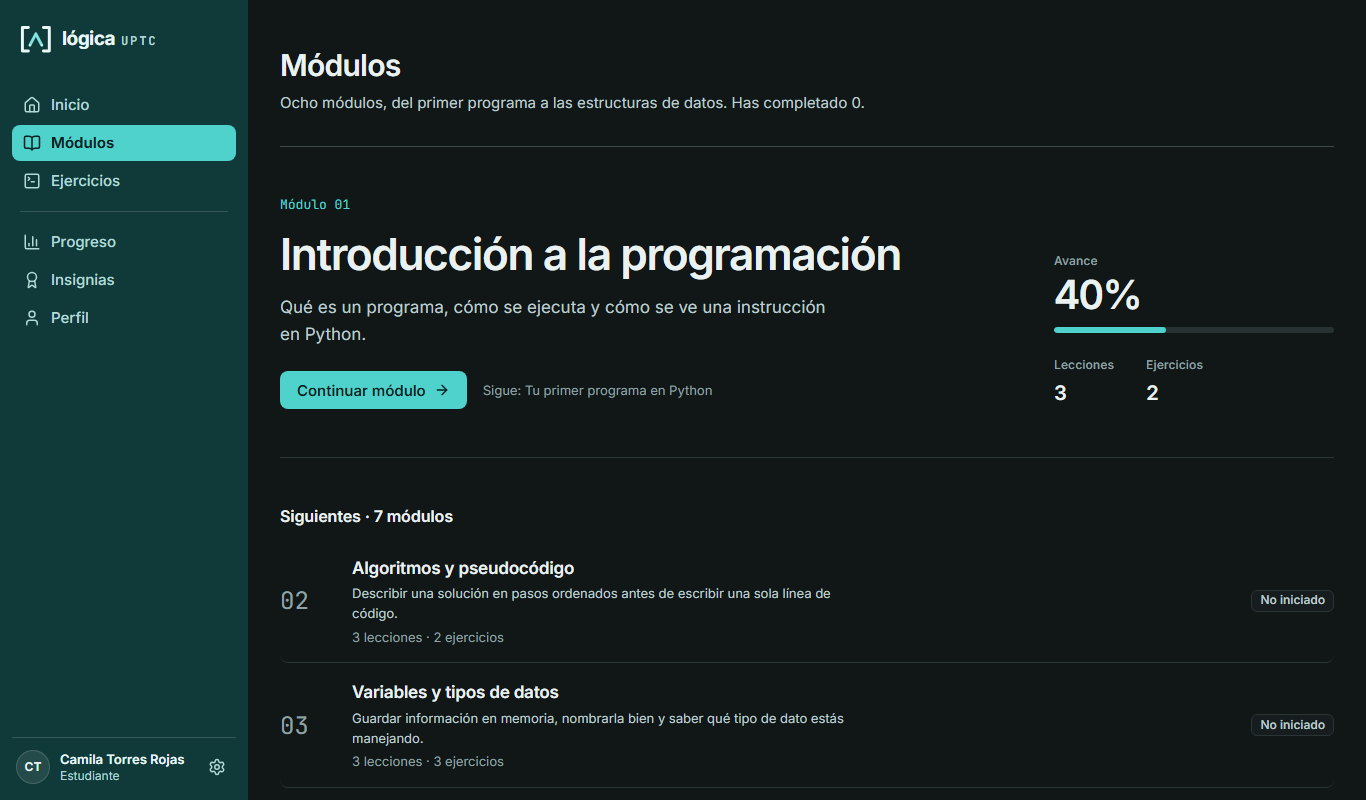 lógica UPTC
Inicio
Módulos
Ejercicios
Progreso
Insignias
Perfil
CT
Camila Torres Rojas
Estudiante
Módulos
Ocho módulos, del primer programa a las estructuras de datos. Has completado 0.
Módulo 01
Introducción a la programación
Qué es un programa, cómo se ejecuta y cómo se ve una instrucción
en Python.
Continuar módulo
Sigue: Tu primer programa en Python
Avance
40%
Lecciones
3
Ejercicios
2
Siguientes · 7 módulos
02
Algoritmos y pseudocódigo
Describir una solución en pasos ordenados antes de escribir una sola línea de
código.
3 lecciones · 2 ejercicios
No iniciado
03
Variables y tipos de datos
Guardar información en memoria, nombrarla bien y saber qué tipo de dato estás
manejando.
3 lecciones · 3 ejercicios
No iniciado